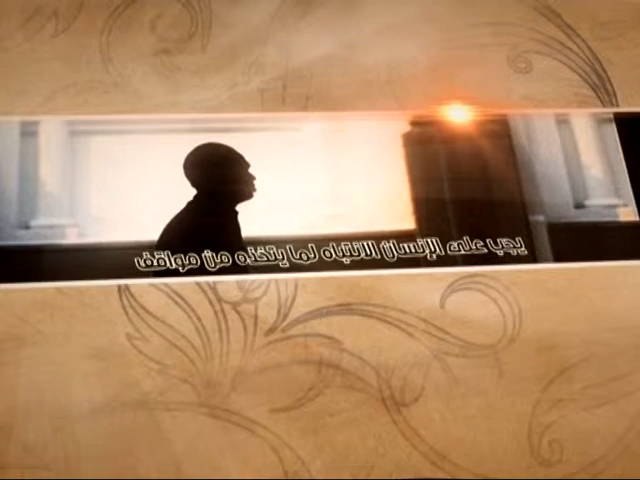 يجب على الإنسان الانتباه لما يتخذه من مواقف